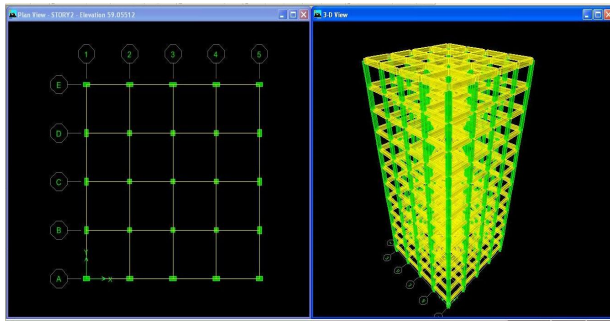 Plan View - STORY2 - Elevation 59.05512
3-D View
1 2 3 4 5
E
D
C
B
Y
A X